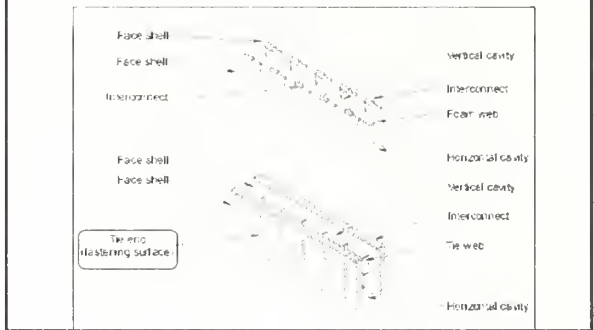 Face shell
Face shell
Interconnect
Vertical cavity
Interconnect
Foam web
Horizontal cavity
Face shell
Face shell
Tie end
(fastening surface)
Vertical cavity
Interconnect
Tie web
Horizontal cavity